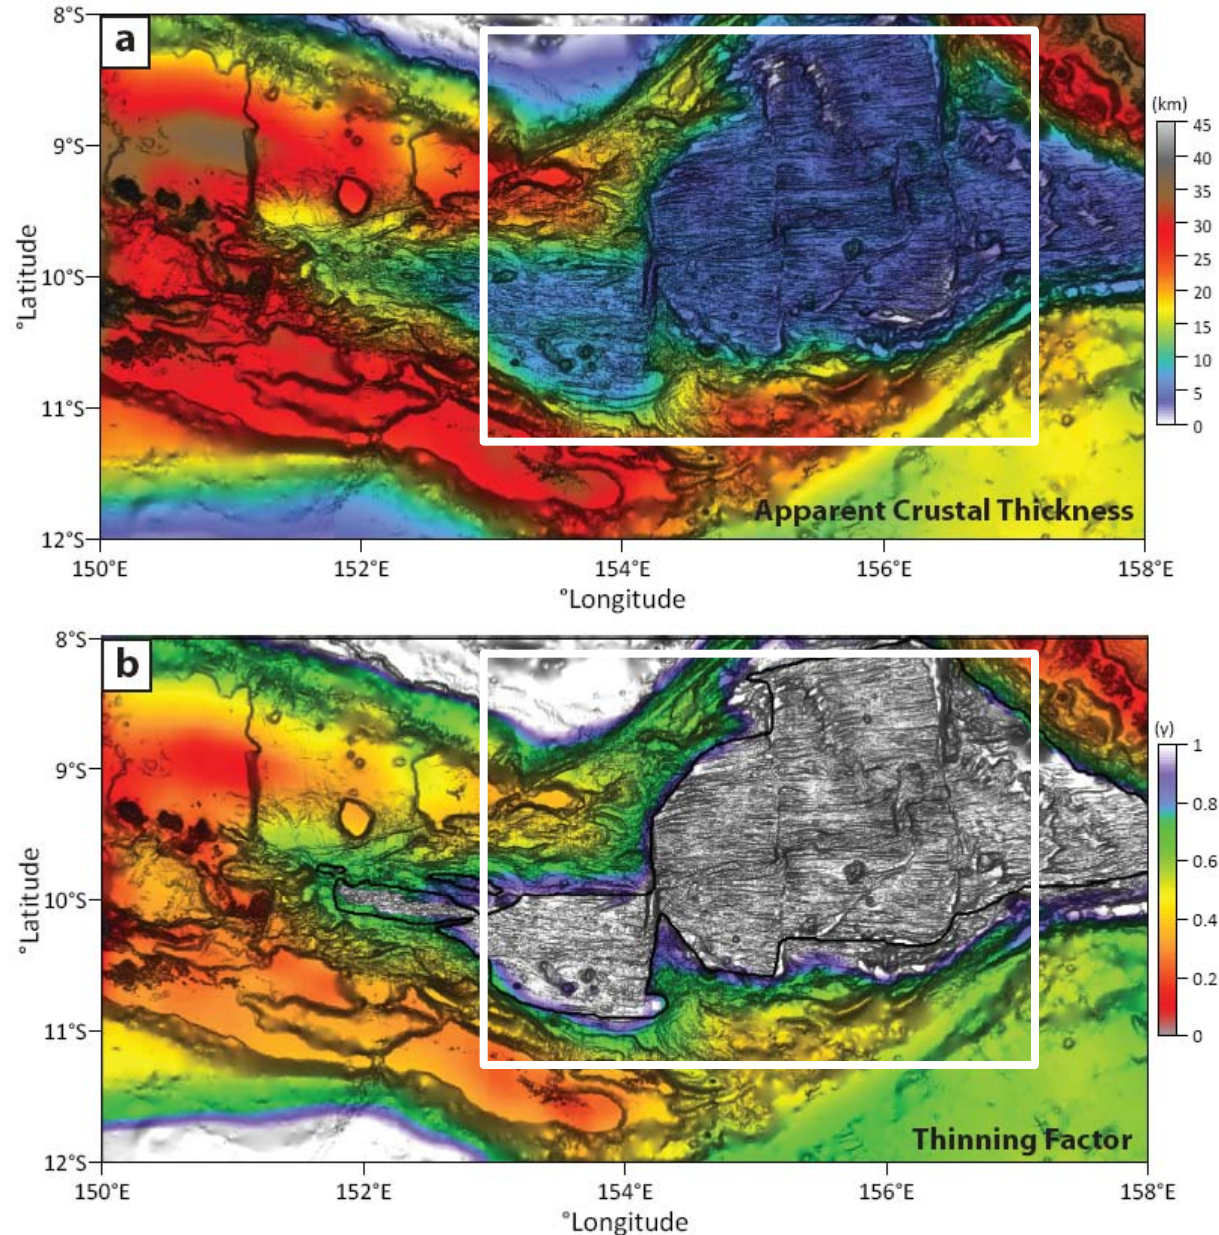 a
8°S
9°S
10°S
11°S
12°S
°Latitude
150°E 152°E 154°E 156°E 158°E
°Longitude
Apparent Crustal Thickness
(km)
45
40
35
30
25
20
15
10
5
0
b
8°S
9°S
10°S
11°S
12°S
°Latitude
150°E 152°E 154°E 156°E 158°E
°Longitude
Thinning Factor
(γ)
1
0.8
0.6
0.4
0.2
0